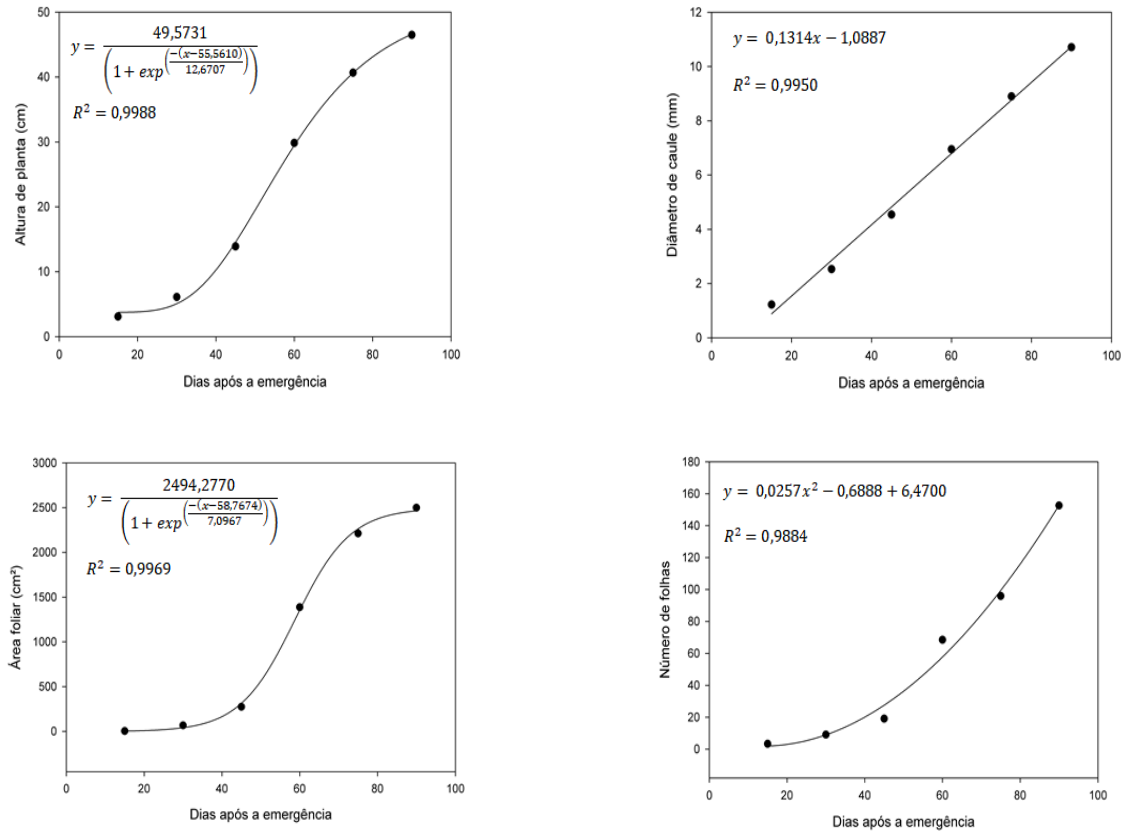 50
40
30
20
10
0
Altura de planta (cm)
y = 49,5731 / (1 + exp^(−(x−55,5610)/12,6707))
R² = 0,9988
0 20 40 60 80 100
Dias após a emergência
12
10
8
6
4
2
0
Diâmetro de caule (mm)
y = 0,1314x − 1,0887
R² = 0,9950
0 20 40 60 80 100
Dias após a emergência
3000
2500
2000
1500
1000
500
0
Área foliar (cm²)
y = 2494,2770 / (1 + exp^(−(x−58,7674)/7,0967))
R² = 0,9969
0 20 40 60 80 100
Dias após a emergência
180
160
140
120
100
80
60
40
20
0
Número de folhas
y = 0,0257x² − 0,6888 + 6,4700
R² = 0,9884
0 20 40 60 80 100
Dias após a emergência